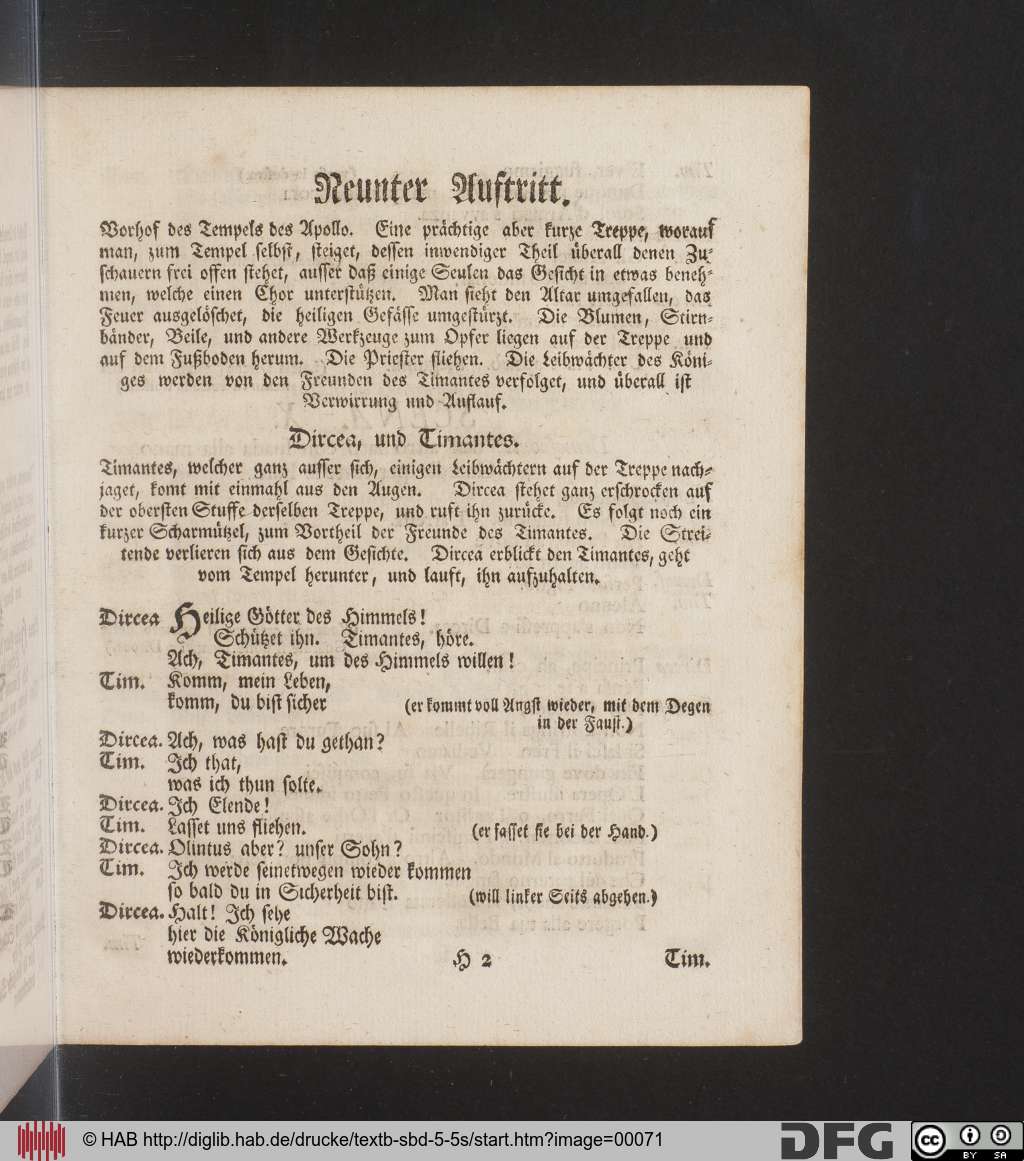 Neunter Auftritt.
Vorhof des Tempels des Apollo. Eine prächtige aber kurze Treppe, worauf
man, zum Tempel selbst, steiget, dessen inwendiger Theil überall denen Zu-
schauern frei offen stehet, ausser daß einige Seulen das Gesicht in etwas beneh-
men, welche einen Chor unterstützen. Man sieht den Altar umgefallen, das
Feuer ausgelöschet, die heiligen Gefässe umgestürzt. Die Blumen, Stirn-
bänder, Beile, und andere Werkzeuge zum Opfer liegen auf der Treppe und
auf dem Fußboden herum. Die Priester fliehen. Die Leibwächter des Köni-
ges werden von den Freunden des Timantes verfolget, und überall ist
Verwirrung und Auflauf.
Dircea, und Timantes.
Timantes, welcher ganz ausser sich, einigen Leibwächtern auf der Treppe nach-
jaget, komt mit einmahl aus den Augen. Dircea stehet ganz erschrocken auf
der obersten Stuffe derselben Treppe, und ruft ihn zurücke. Es folgt noch ein
kurzer Scharmützel, zum Vortheil der Freunde des Timantes. Die Strei-
tende verlieren sich aus dem Gesichte. Dircea erblickt den Timantes, geht
vom Tempel herunter, und lauft, ihn aufzuhalten.
Dircea Heilige Götter des Himmels!
Schützet ihn. Timantes, höre.
Ach, Timantes, um des Himmels willen!
Tim. Komm, mein Leben,
komm, du bist sicher (er kommt voll Angst wieder, mit dem Degen
in der Faust.)
Dircea. Ach, was hast du gethan?
Tim. Ich that,
was ich thun solte.
Dircea. Ich Elende!
Tim. Lasset uns fliehen. (er fasset sie bei der Hand.)
Dircea. Olintus aber? unser Sohn?
Tim. Ich werde seinetwegen wieder kommen
so bald du in Sicherheit bist. (will linker Seits abgehen.)
Dircea. Halt! Ich sehe
hier die Königliche Wache
wiederkommen. H 2 Tim.
© HAB http://diglib.hab.de/drucke/textb-sbd-5-5s/start.htm?image=00071
DFG
cc BY SA